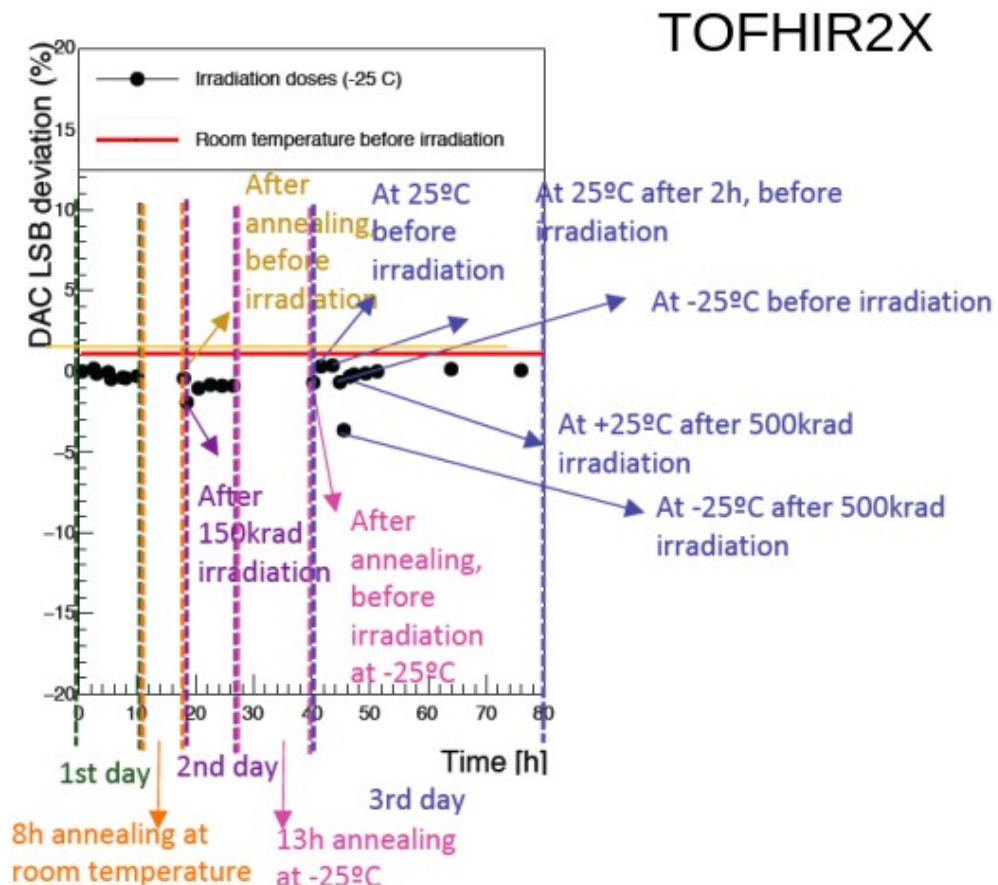 TOFHIR2X
DAC LSB deviation (%)
20
15
10
5
0
−5
−10
−15
−20
Irradiation doses (-25 C)
Room temperature before irradiation
After
annealing,
before
irradiation
At 25ºC
before
irradiation
At 25ºC after 2h, before
irradiation
At -25ºC before irradiation
At +25ºC after 500krad
irradiation
At -25ºC after 500krad
irradiation
After
150krad
irradiation
After
annealing,
before
irradiation
at -25ºC
0 10 20 30 40 50 60 70 80
Time [h]
1st day
2nd day
3rd day
8h annealing at
room temperature
13h annealing
at -25ºC